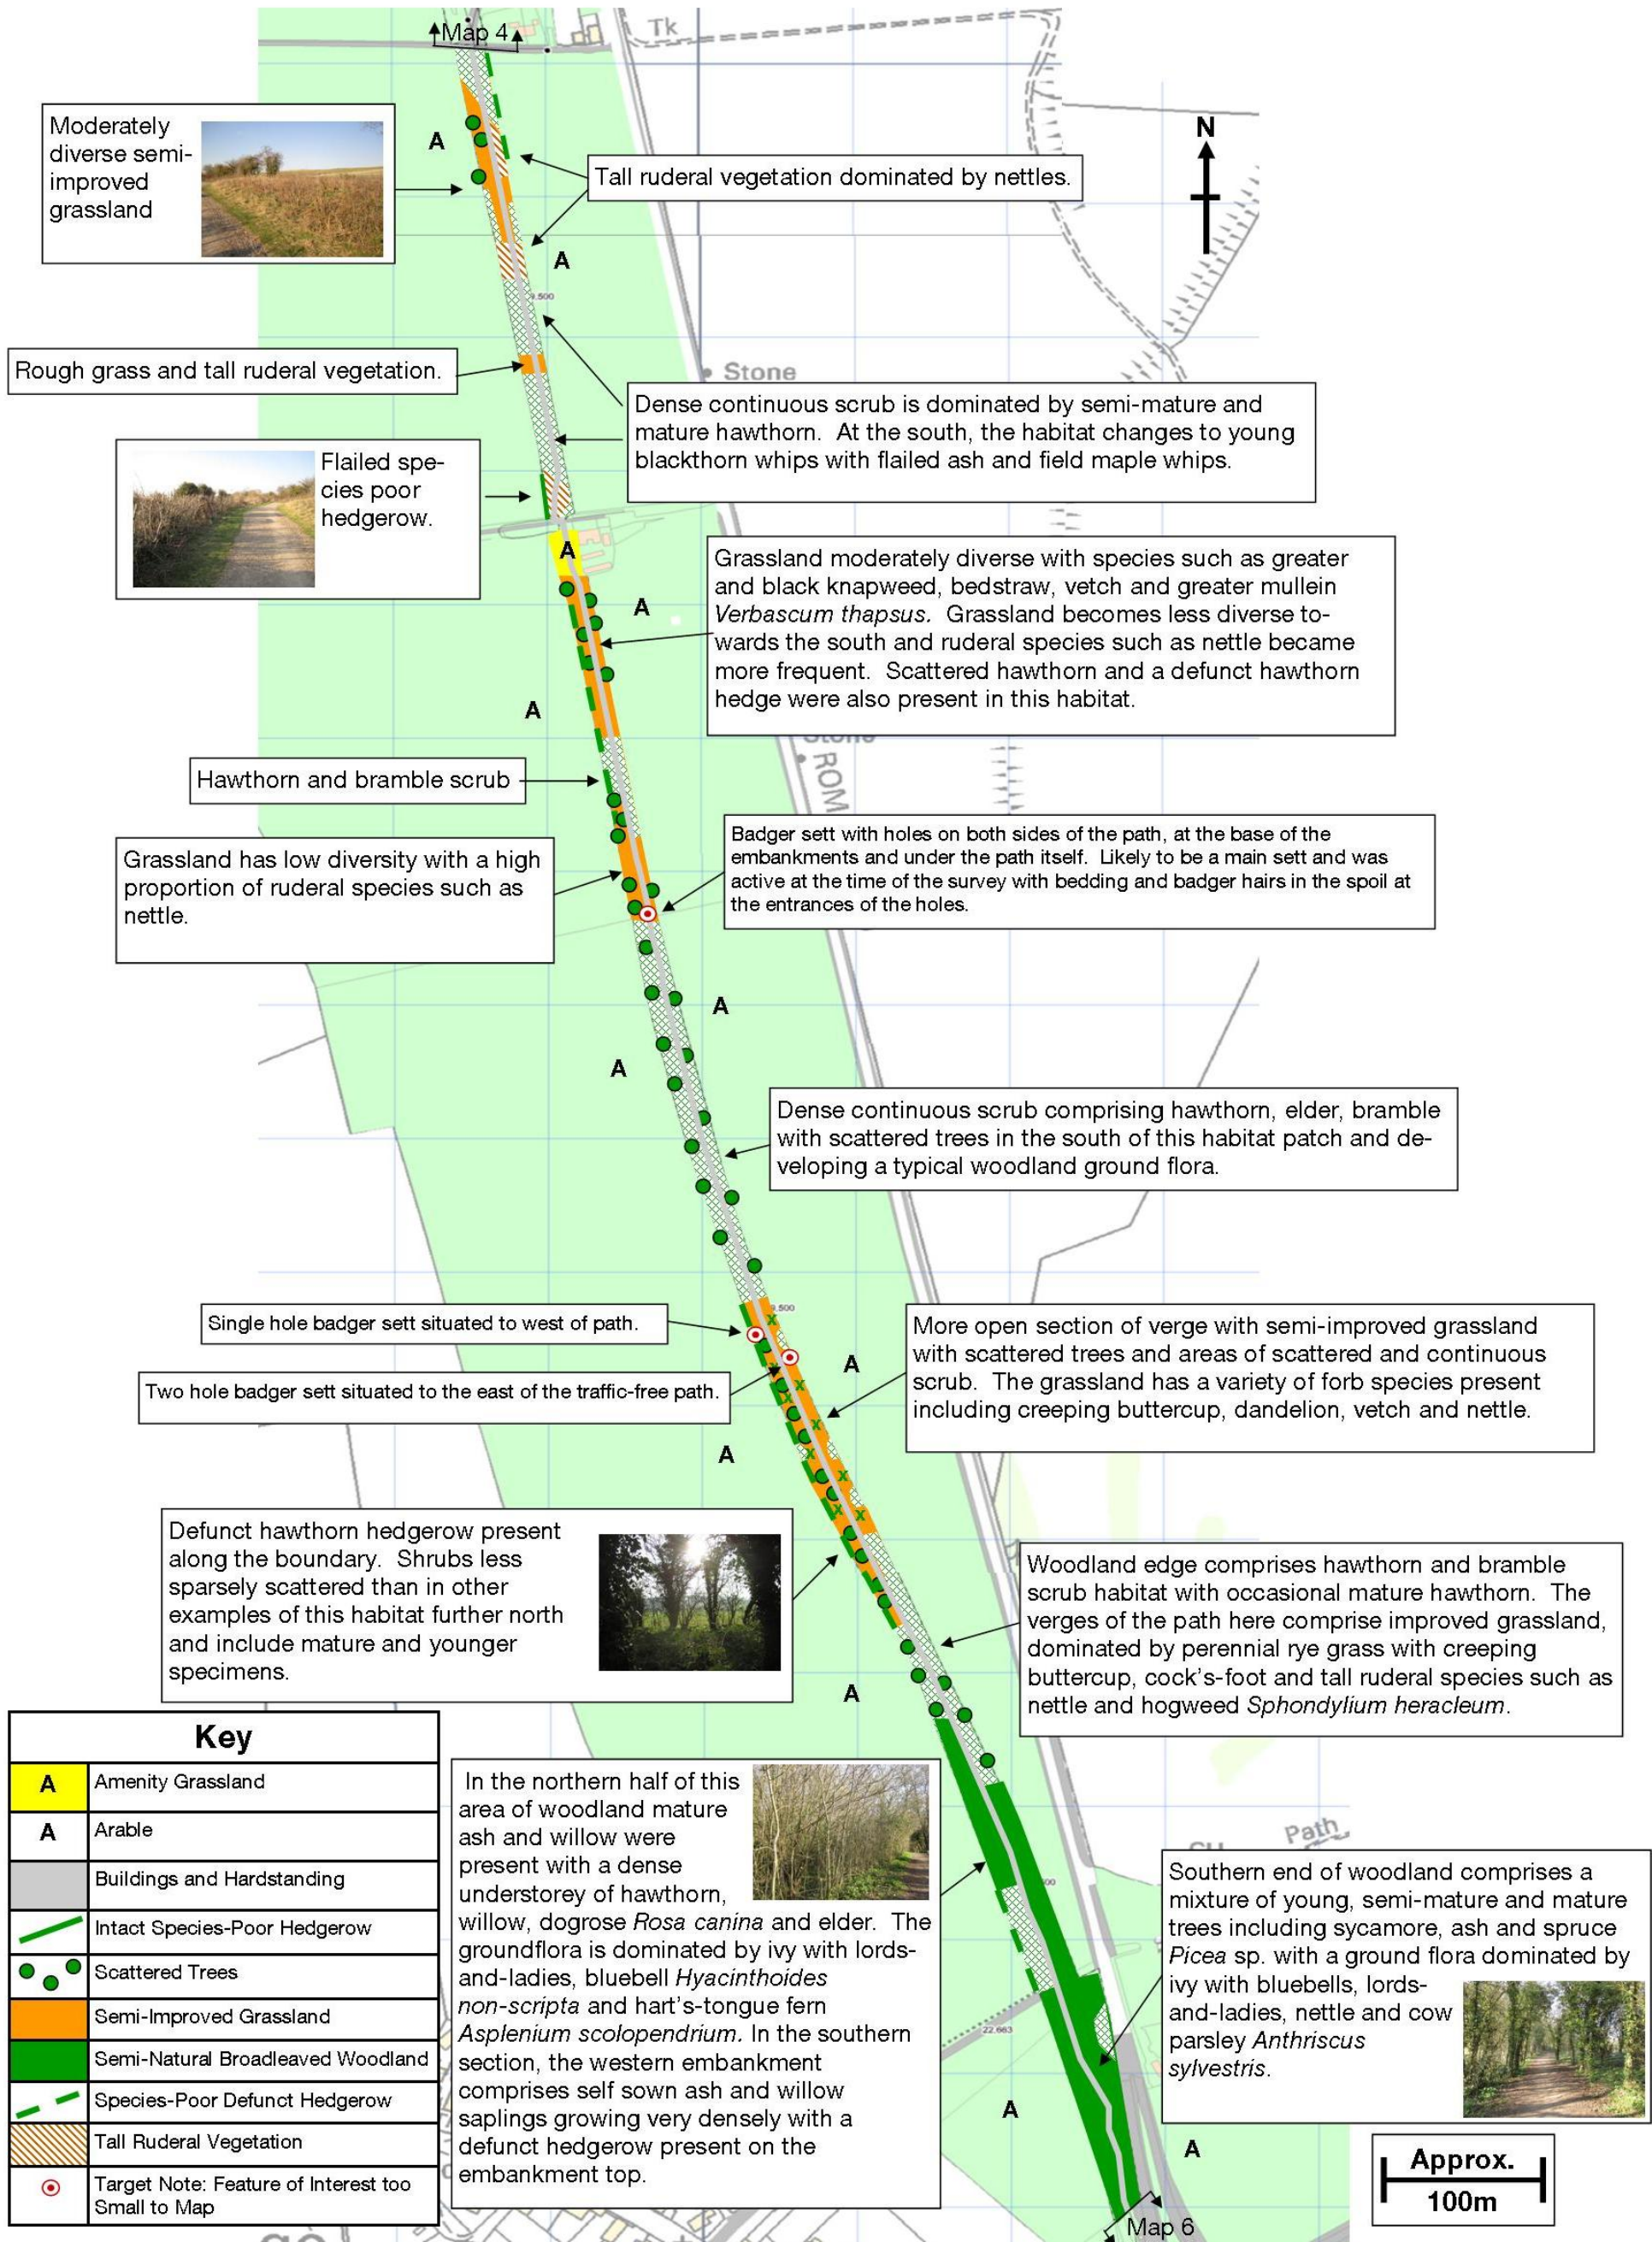 Map 4
Tk
N
Moderately
diverse semi-
improved
grassland
A
Tall ruderal vegetation dominated by nettles.
A
9.500
Rough grass and tall ruderal vegetation.
Stone
Dense continuous scrub is dominated by semi-mature and
mature hawthorn. At the south, the habitat changes to young
blackthorn whips with flailed ash and field maple whips.
Flailed spe-
cies poor
hedgerow.
A
A
Grassland moderately diverse with species such as greater
and black knapweed, bedstraw, vetch and greater mullein
Verbascum thapsus. Grassland becomes less diverse to-
wards the south and ruderal species such as nettle became
more frequent. Scattered hawthorn and a defunct hawthorn
hedge were also present in this habitat.
A
Stone
ROM
Hawthorn and bramble scrub
Badger sett with holes on both sides of the path, at the base of the
embankments and under the path itself. Likely to be a main sett and was
active at the time of the survey with bedding and badger hairs in the spoil at
the entrances of the holes.
Grassland has low diversity with a high
proportion of ruderal species such as
nettle.
A
A
Dense continuous scrub comprising hawthorn, elder, bramble
with scattered trees in the south of this habitat patch and de-
veloping a typical woodland ground flora.
9.500
Single hole badger sett situated to west of path.
More open section of verge with semi-improved grassland
with scattered trees and areas of scattered and continuous
scrub. The grassland has a variety of forb species present
including creeping buttercup, dandelion, vetch and nettle.
A
Two hole badger sett situated to the east of the traffic-free path.
A
Defunct hawthorn hedgerow present
along the boundary. Shrubs less
sparsely scattered than in other
examples of this habitat further north
and include mature and younger
specimens.
Woodland edge comprises hawthorn and bramble
scrub habitat with occasional mature hawthorn. The
verges of the path here comprise improved grassland,
dominated by perennial rye grass with creeping
buttercup, cock's-foot and tall ruderal species such as
nettle and hogweed Sphondylium heracleum.
A
Key
A Amenity Grassland
A Arable
Buildings and Hardstanding
Intact Species-Poor Hedgerow
Scattered Trees
Semi-Improved Grassland
Semi-Natural Broadleaved Woodland
Species-Poor Defunct Hedgerow
Tall Ruderal Vegetation
Target Note: Feature of Interest too
Small to Map
In the northern half of this
area of woodland mature
ash and willow were
present with a dense
understorey of hawthorn,
willow, dogrose Rosa canina and elder. The
groundflora is dominated by ivy with lords-
and-ladies, bluebell Hyacinthoides
non-scripta and hart's-tongue fern
Asplenium scolopendrium. In the southern
section, the western embankment
comprises self sown ash and willow
saplings growing very densely with a
defunct hedgerow present on the
embankment top.
Path
Southern end of woodland comprises a
mixture of young, semi-mature and mature
trees including sycamore, ash and spruce
Picea sp. with a ground flora dominated by
ivy with bluebells, lords-
and-ladies, nettle and cow
parsley Anthriscus
sylvestris.
22.663
A
A
Approx.
100m
Map 6